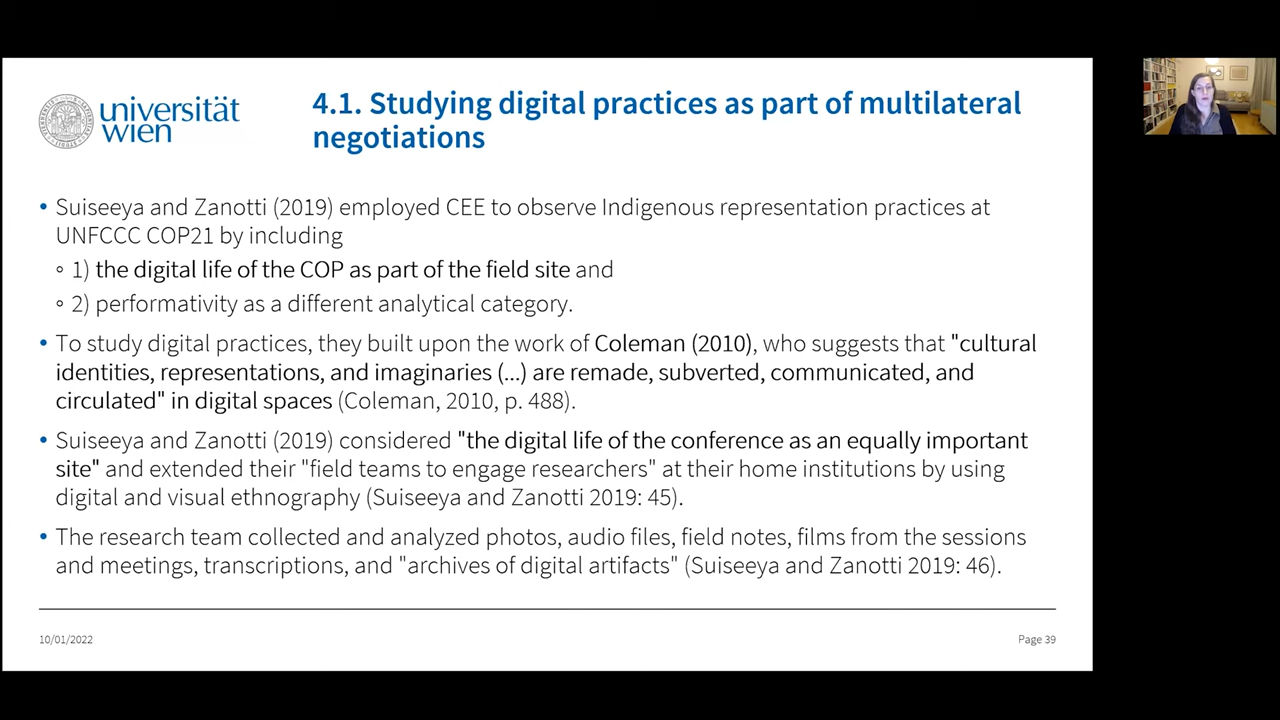 universität
wien
4.1. Studying digital practices as part of multilateral
negotiations
• Suiseeya and Zanotti (2019) employed CEE to observe Indigenous representation practices at
UNFCCC COP21 by including
◦ 1) the digital life of the COP as part of the field site and
◦ 2) performativity as a different analytical category.
• To study digital practices, they built upon the work of Coleman (2010), who suggests that "cultural
identities, representations, and imaginaries (...) are remade, subverted, communicated, and
circulated" in digital spaces (Coleman, 2010, p. 488).
• Suiseeya and Zanotti (2019) considered "the digital life of the conference as an equally important
site" and extended their "field teams to engage researchers" at their home institutions by using
digital and visual ethnography (Suiseeya and Zanotti 2019: 45).
• The research team collected and analyzed photos, audio files, field notes, films from the sessions
and meetings, transcriptions, and "archives of digital artifacts" (Suiseeya and Zanotti 2019: 46).
10/01/2022
Page 39